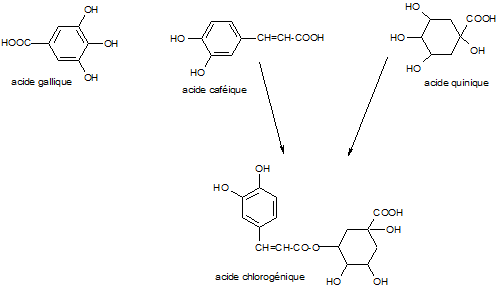 OH
HOOC
OH
OH
acide gallique
HO
HO
CH=CH-COOH
acide caféique
HO
COOH
HO
OH
HO
acide quinique
OH
HO
CH=CH-CO-O
COOH
OH
HO
OH
acide chlorogénique